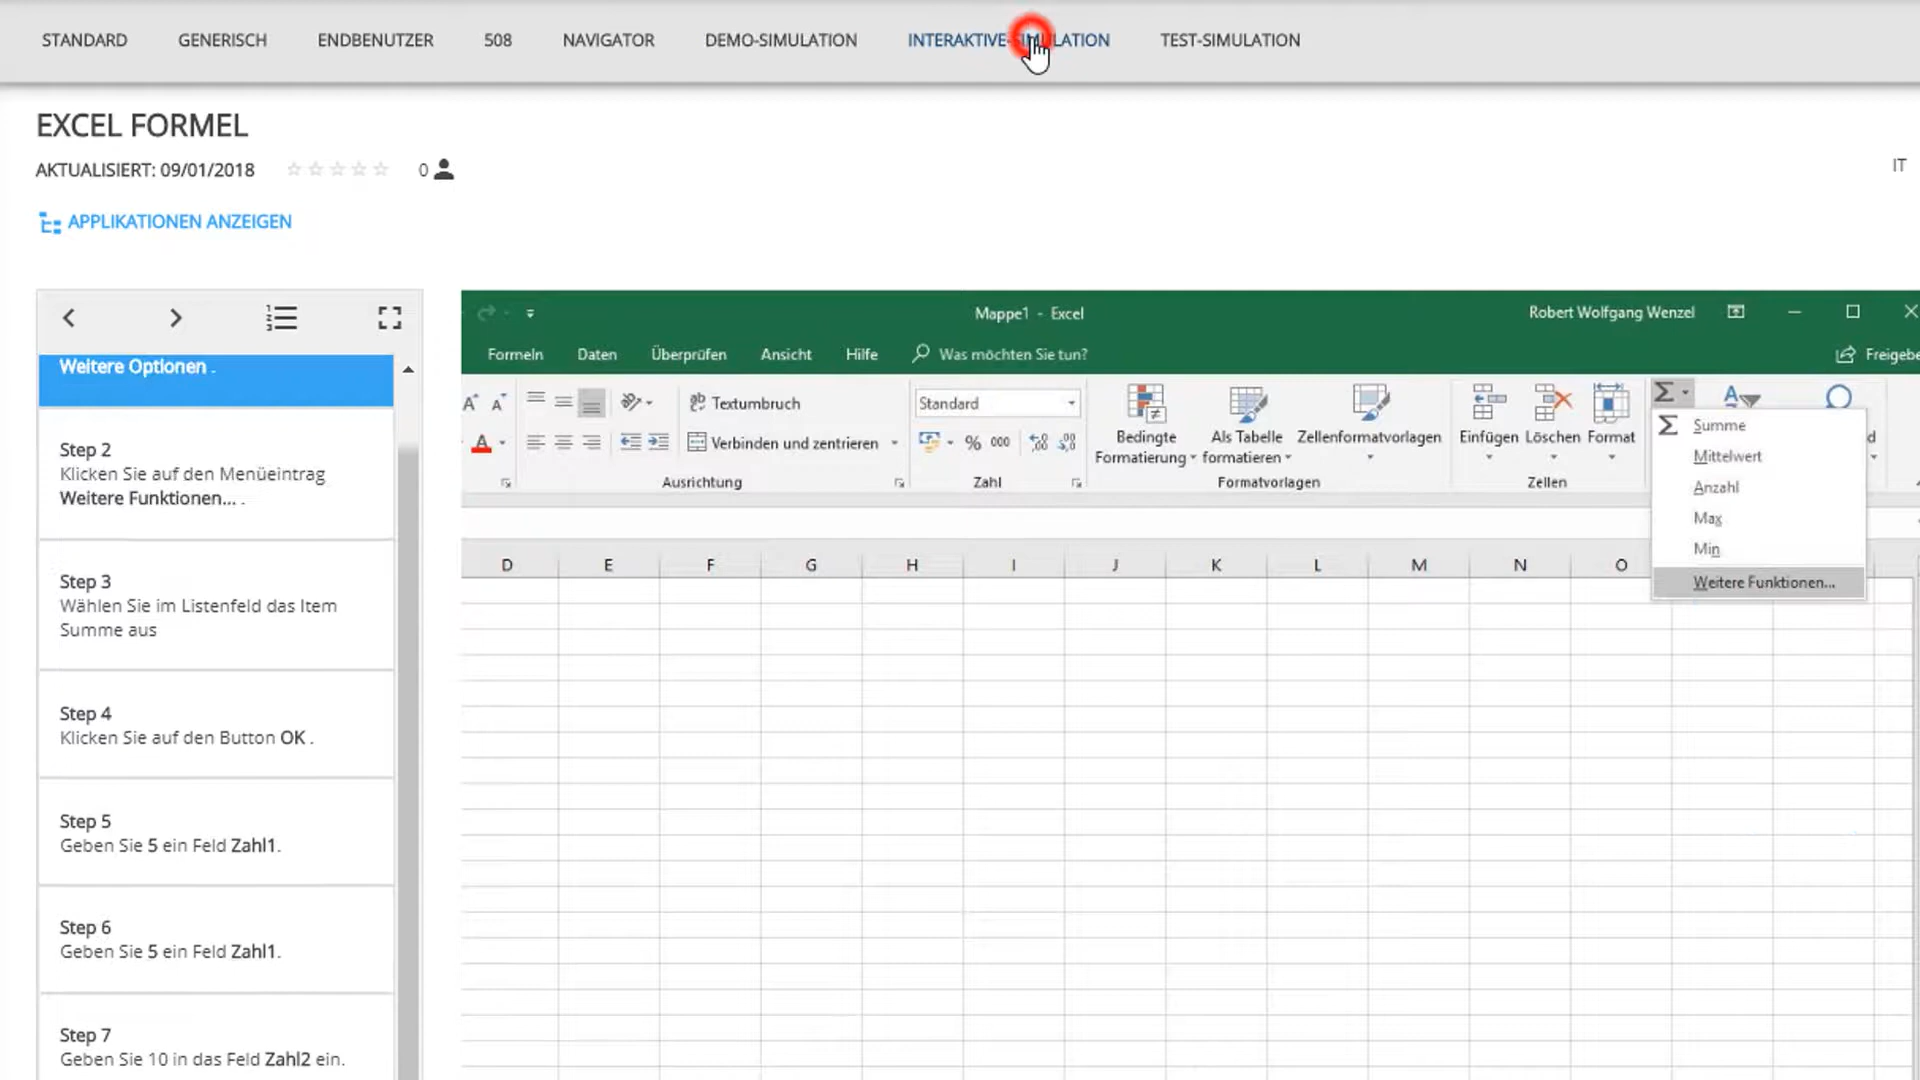 STANDARD GENERISCH ENDBENUTZER 508 NAVIGATOR DEMO-SIMULATION INTERAKTIVE-SIMULATION TEST-SIMULATION
EXCEL FORMEL
AKTUALISIERT: 09/01/2018 0
IT
APPLIKATIONEN ANZEIGEN
Weitere Optionen .
Step 2
Klicken Sie auf den Menüeintrag
Weitere Funktionen... .
Step 3
Wählen Sie im Listenfeld das Item
Summe aus
Step 4
Klicken Sie auf den Button OK .
Step 5
Geben Sie 5 ein Feld Zahl1.
Step 6
Geben Sie 5 ein Feld Zahl1.
Step 7
Geben Sie 10 in das Feld Zahl2 ein.
Mappe1 - Excel Robert Wolfgang Wenzel
Formeln Daten Überprüfen Ansicht Hilfe Was möchten Sie tun? Freigebe
Textumbruch Standard
Verbinden und zentrieren % 000
Bedingte
Formatierung
Als Tabelle
formatieren
Zellenformatvorlagen
Einfügen Löschen Format
Ausrichtung Zahl Formatvorlagen Zellen
Σ Summe
Mittelwert
Anzahl
Max
Min
Weitere Funktionen...
D E F G H I J K L M N O